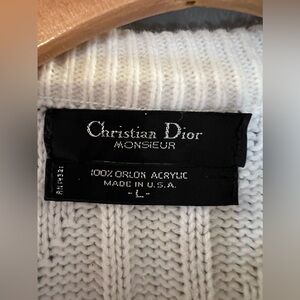 Christian Dior
MONSIEUR
100% ORLON ACRYLIC
MADE IN U.S.A.
"L"